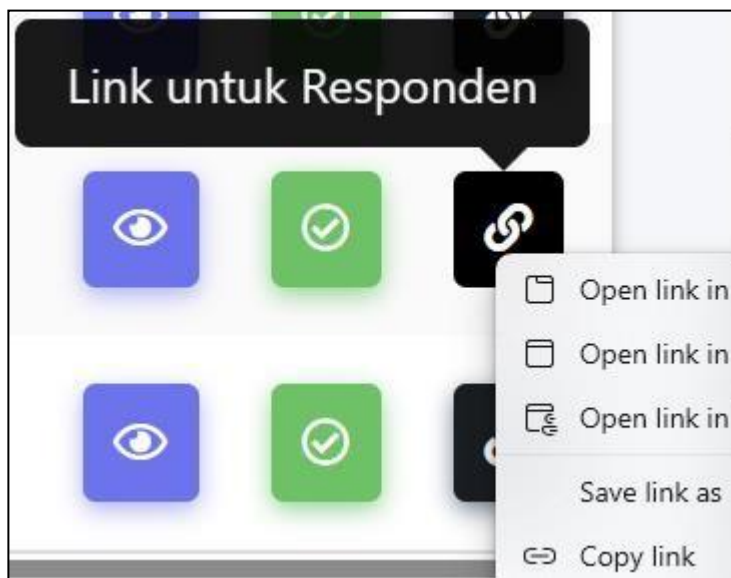 Link untuk Responden
Open link in
Open link in
Open link in
Save link as
Copy link